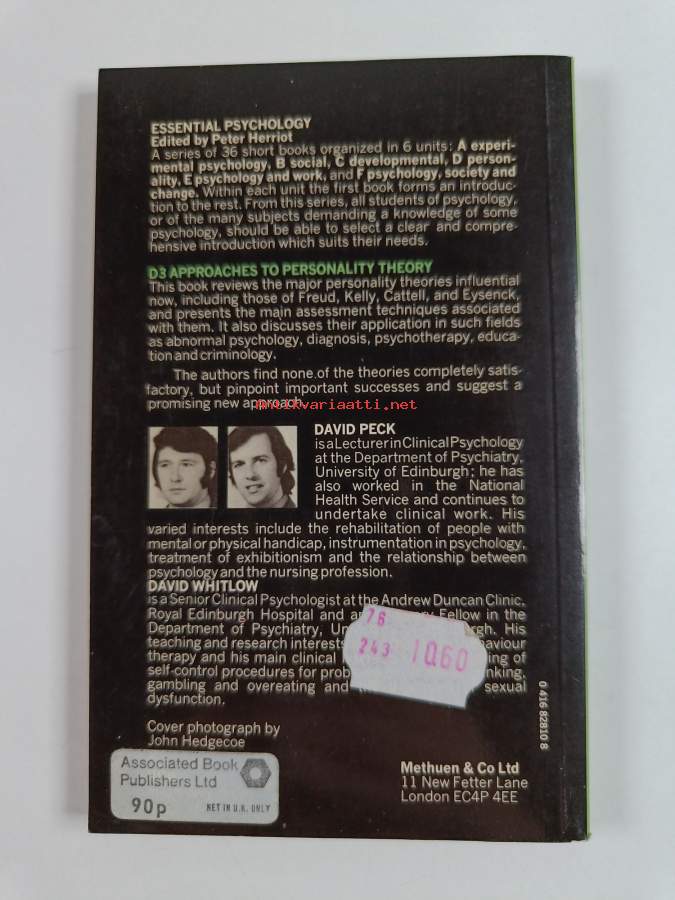 ESSENTIAL PSYCHOLOGY
Edited by Peter Herriot
A series of 36 short books organized in 6 units: A experi-
mental psychology, B social, C developmental, D person-
ality, E psychology and work, and F psychology, society and
change. Within each unit the first book forms an introduc-
tion to the rest. From this series, all students of psychology,
or of the many subjects demanding a knowledge of some
psychology, should be able to select a clear and compre-
hensive introduction which suits their needs.
D3 APPROACHES TO PERSONALITY THEORY
This book reviews the major personality theories influential
now, including those of Freud, Kelly, Cattell, and Eysenck,
and presents the main assessment techniques associated
with them. It also discusses their application in such fields
as abnormal psychology, diagnosis, psychotherapy, educa-
tion and criminology.
The authors find none of the theories completely satis-
factory, but pinpoint important successes and suggest a
promising new approach.
antikvariaatti.net
DAVID PECK
is a Lecturer in Clinical Psychology
at the Department of Psychiatry,
University of Edinburgh; he has
also worked in the National
Health Service and continues to
undertake clinical work. His
varied interests include the rehabilitation of people with
mental or physical handicap, instrumentation in psychology,
treatment of exhibitionism and the relationship between
psychology and the nursing profession.
DAVID WHITLOW
is a Senior Clinical Psychologist at the Andrew Duncan Clinic,
Royal Edinburgh Hospital and Fellow in the
Department of Psychiatry, His
teaching and research interests
therapy and his main clinical of
self-control procedures for
gambling and overeating and sexual
dysfunction.
76
243 1060
Cover photograph by
John Hedgecoe
Associated Book
Publishers Ltd
90p NET IN U.K. ONLY
Methuen & Co Ltd
11 New Fetter Lane
London EC4P 4EE
0 416 82810 8